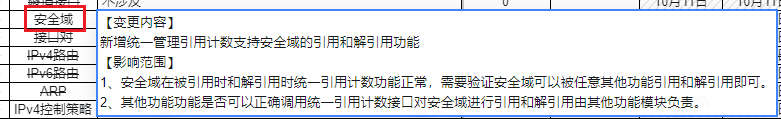 不涉及 0 10月11日 10月11日
安全域
接口对
IPv4路由
IPv6路由
ARP
IPv4控制策略
【变更内容】
新增统一管理引用计数支持安全域的引用和解引用功能
【影响范围】
1、安全域在被引用时和解引用时统一引用计数功能正常，需要验证安全域可以被任意其他功能引用和解引用即可。
2、其他功能功能是否可以正确调用统一引用计数接口对安全域进行引用和解引用由其他功能模块负责。